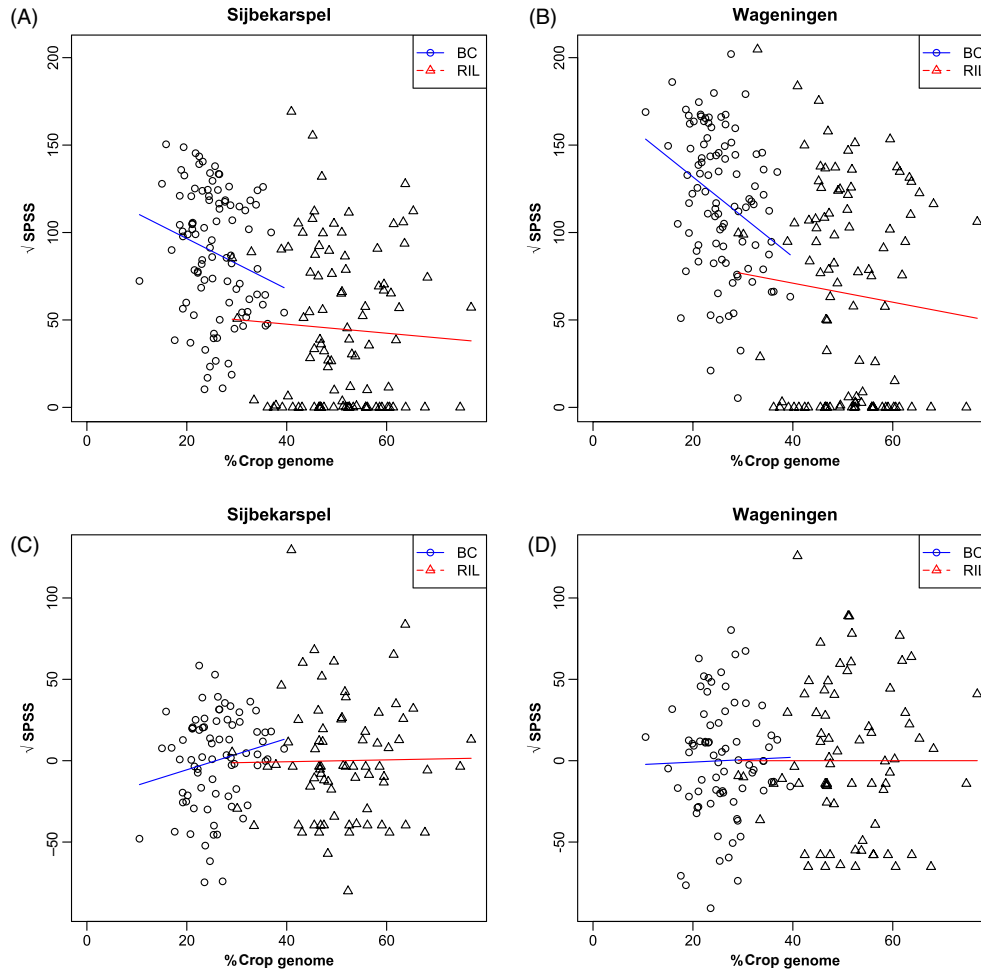 (A)
Sijbekarspel
BC
RIL
√ SPSS
200
150
100
50
0
0 20 40 60
%Crop genome
(B)
Wageningen
BC
RIL
√ SPSS
200
150
100
50
0
0 20 40 60
%Crop genome
(C)
Sijbekarspel
BC
RIL
√ SPSS
100
50
0
−50
0 20 40 60
%Crop genome
(D)
Wageningen
BC
RIL
√ SPSS
100
50
0
−50
0 20 40 60
%Crop genome